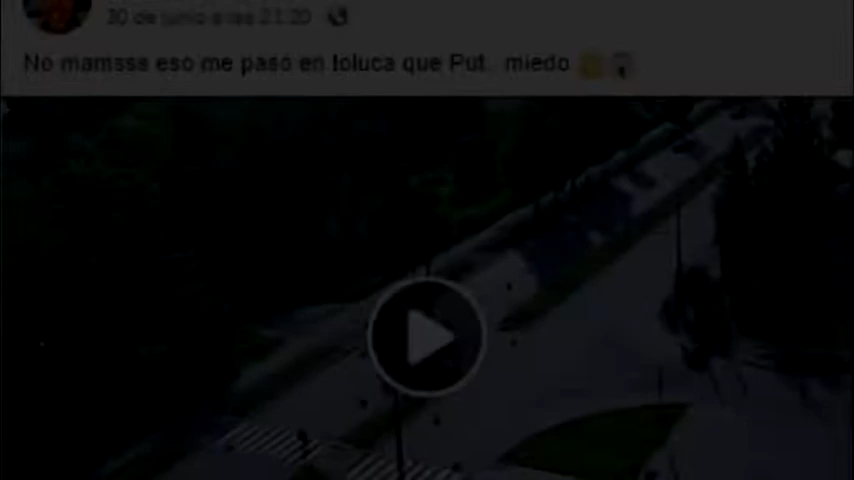 30 de junio a las 21:20
No mamsss eso me paso en toluca que Put.. miedo